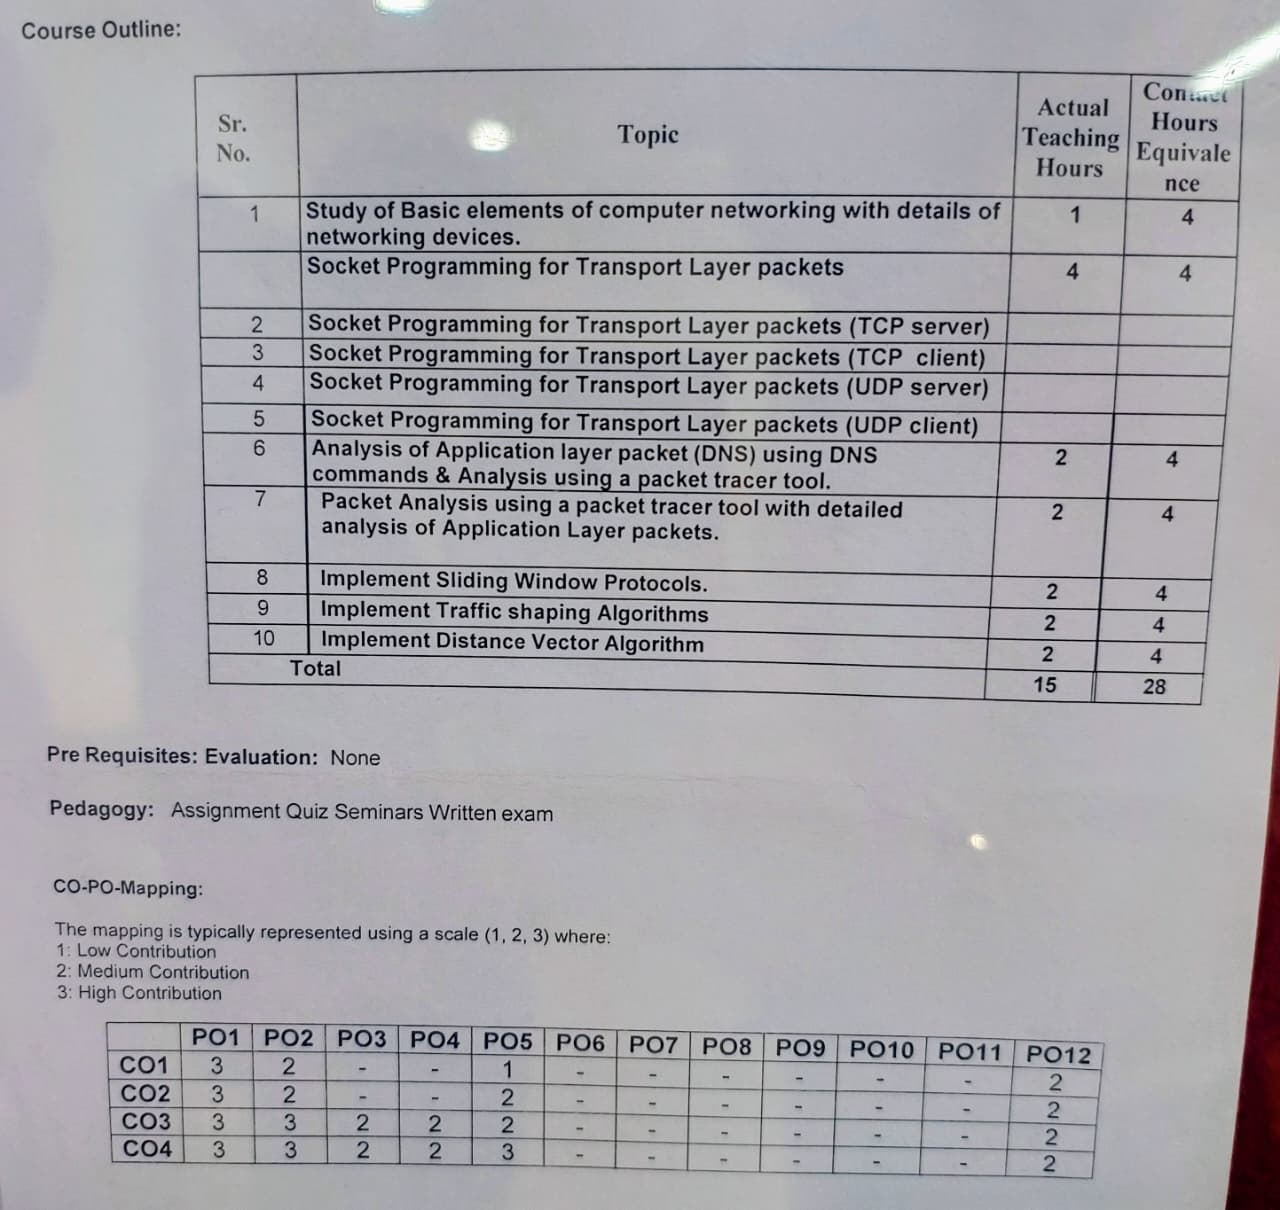 Course Outline:
Sr. No. Topic Actual Teaching Hours Contact Hours Equivale nce
1 Study of Basic elements of computer networking with details of networking devices. 1 4
Socket Programming for Transport Layer packets 4 4
2 Socket Programming for Transport Layer packets (TCP server)
3 Socket Programming for Transport Layer packets (TCP client)
4 Socket Programming for Transport Layer packets (UDP server)
5 Socket Programming for Transport Layer packets (UDP client)
6 Analysis of Application layer packet (DNS) using DNS commands & Analysis using a packet tracer tool. 2 4
7 Packet Analysis using a packet tracer tool with detailed analysis of Application Layer packets. 2 4
8 Implement Sliding Window Protocols. 2 4
9 Implement Traffic shaping Algorithms 2 4
10 Implement Distance Vector Algorithm 2 4
Total 15 28
Pre Requisites: Evaluation: None
Pedagogy: Assignment Quiz Seminars Written exam
CO-PO-Mapping:
The mapping is typically represented using a scale (1, 2, 3) where:
1: Low Contribution
2: Medium Contribution
3: High Contribution
PO1 PO2 PO3 PO4 PO5 PO6 PO7 PO8 PO9 PO10 PO11 PO12
CO1 3 2 - - 1 - - - - - - 2
CO2 3 2 - - 2 - - - - - - 2
CO3 3 3 2 2 2 - - - - - - 2
CO4 3 3 2 2 3 - - - - - - 2